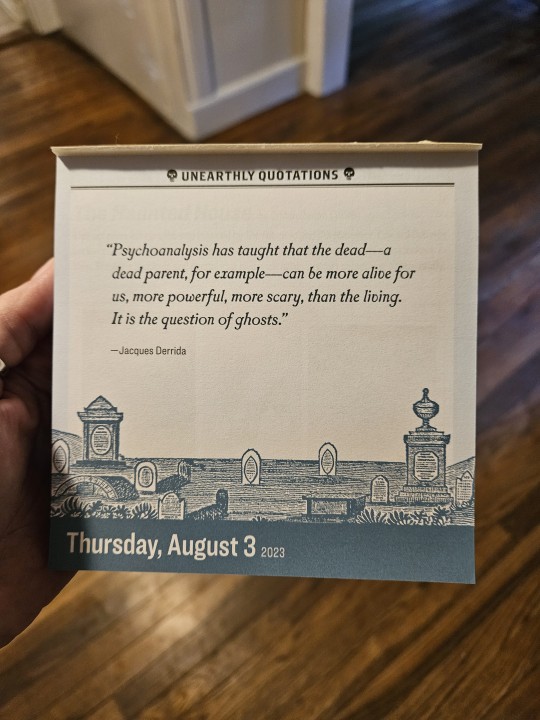 UNEARTHLY QUOTATIONS
“Psychoanalysis has taught that the dead—a
dead parent, for example—can be more alive for
us, more powerful, more scary, than the living.
It is the question of ghosts.”
—Jacques Derrida
Thursday, August 3 2023